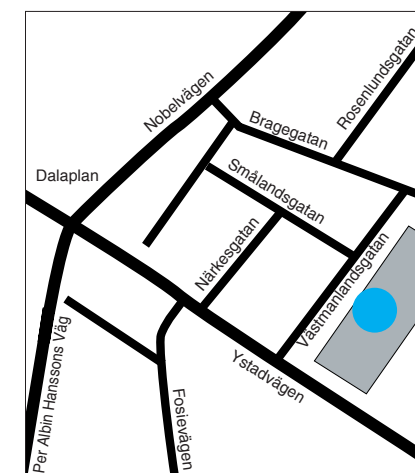 Nobelvägen
Rosenlundsgatan
Bragegatan
Dalaplan
Smålandsgatan
Närkesgatan
Västmanlandsgatan
Ystadvägen
Per Albin Hanssons Väg
Fosievägen